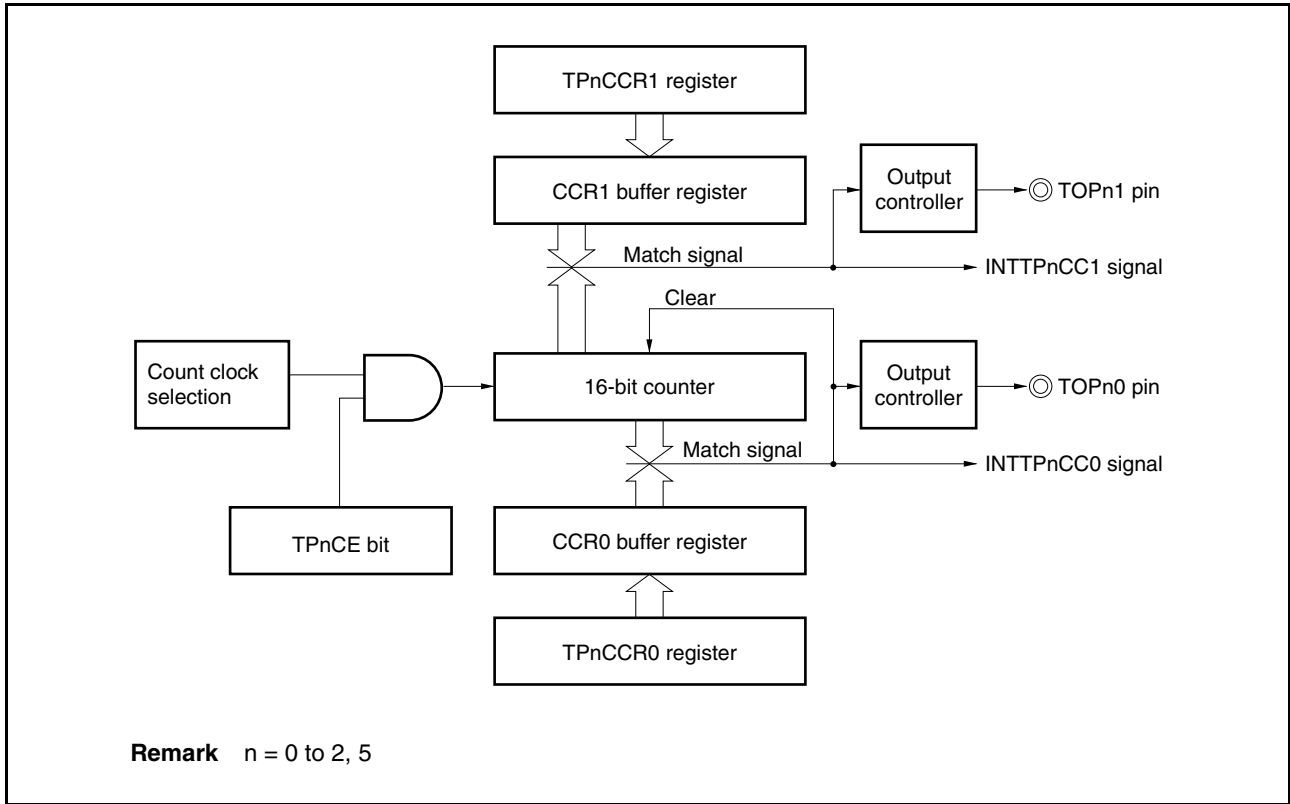 TPnCCR1 register
CCR1 buffer register
Output
controller
TOPn1 pin
Match signal
INTTPnCC1 signal
Clear
Count clock
selection
16-bit counter
Output
controller
TOPn0 pin
Match signal
INTTPnCC0 signal
TPnCE bit
CCR0 buffer register
TPnCCR0 register
Remark n = 0 to 2, 5